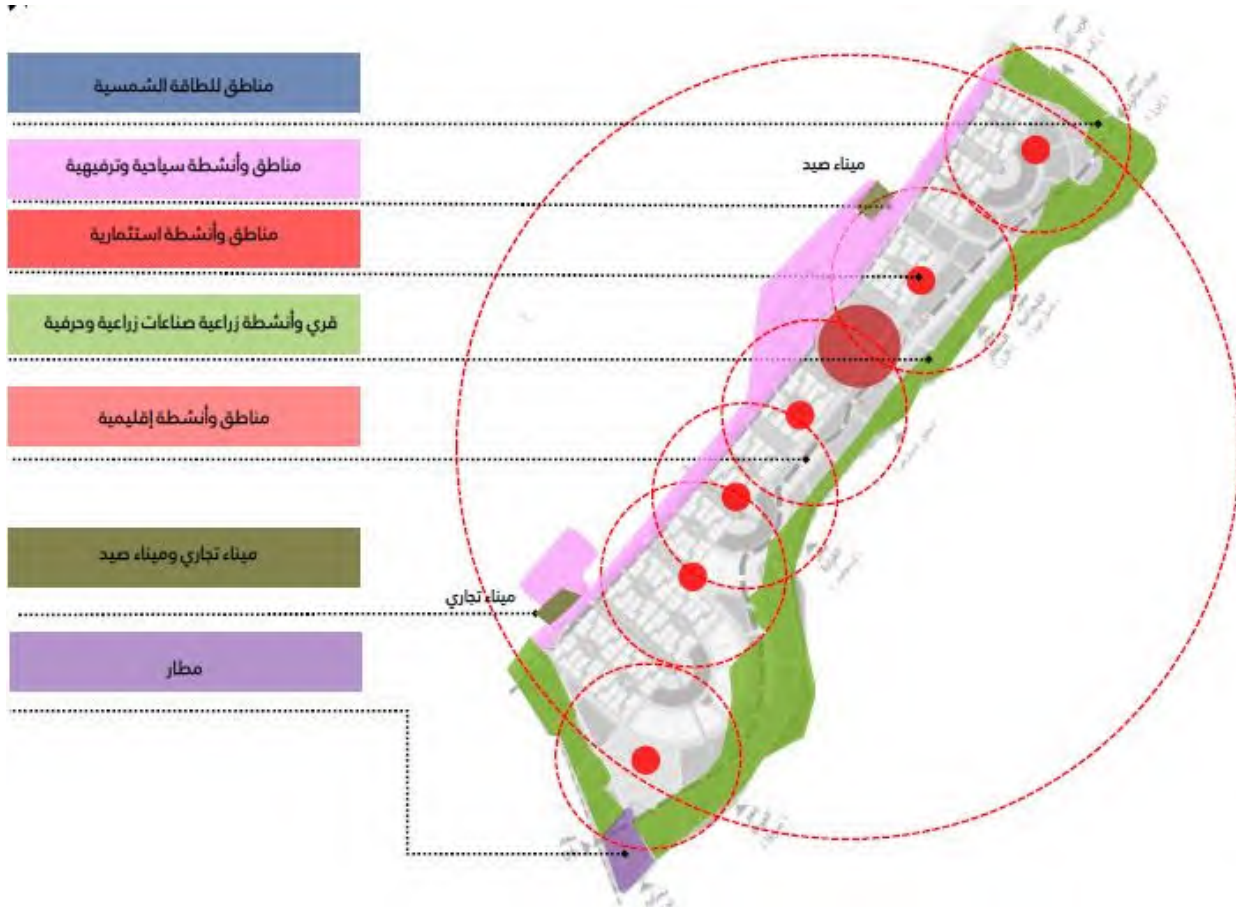 مناطق للطاقة الشمسية
مناطق وأنشطة سياحية وترفيهية
ميناء صيد
مناطق وأنشطة استثمارية
قري وأنشطة زراعية صناعات زراعية وحرفية
مناطق وأنشطة إقليمية
ميناء تجاري وميناء صيد
ميناء تجاري
مطار